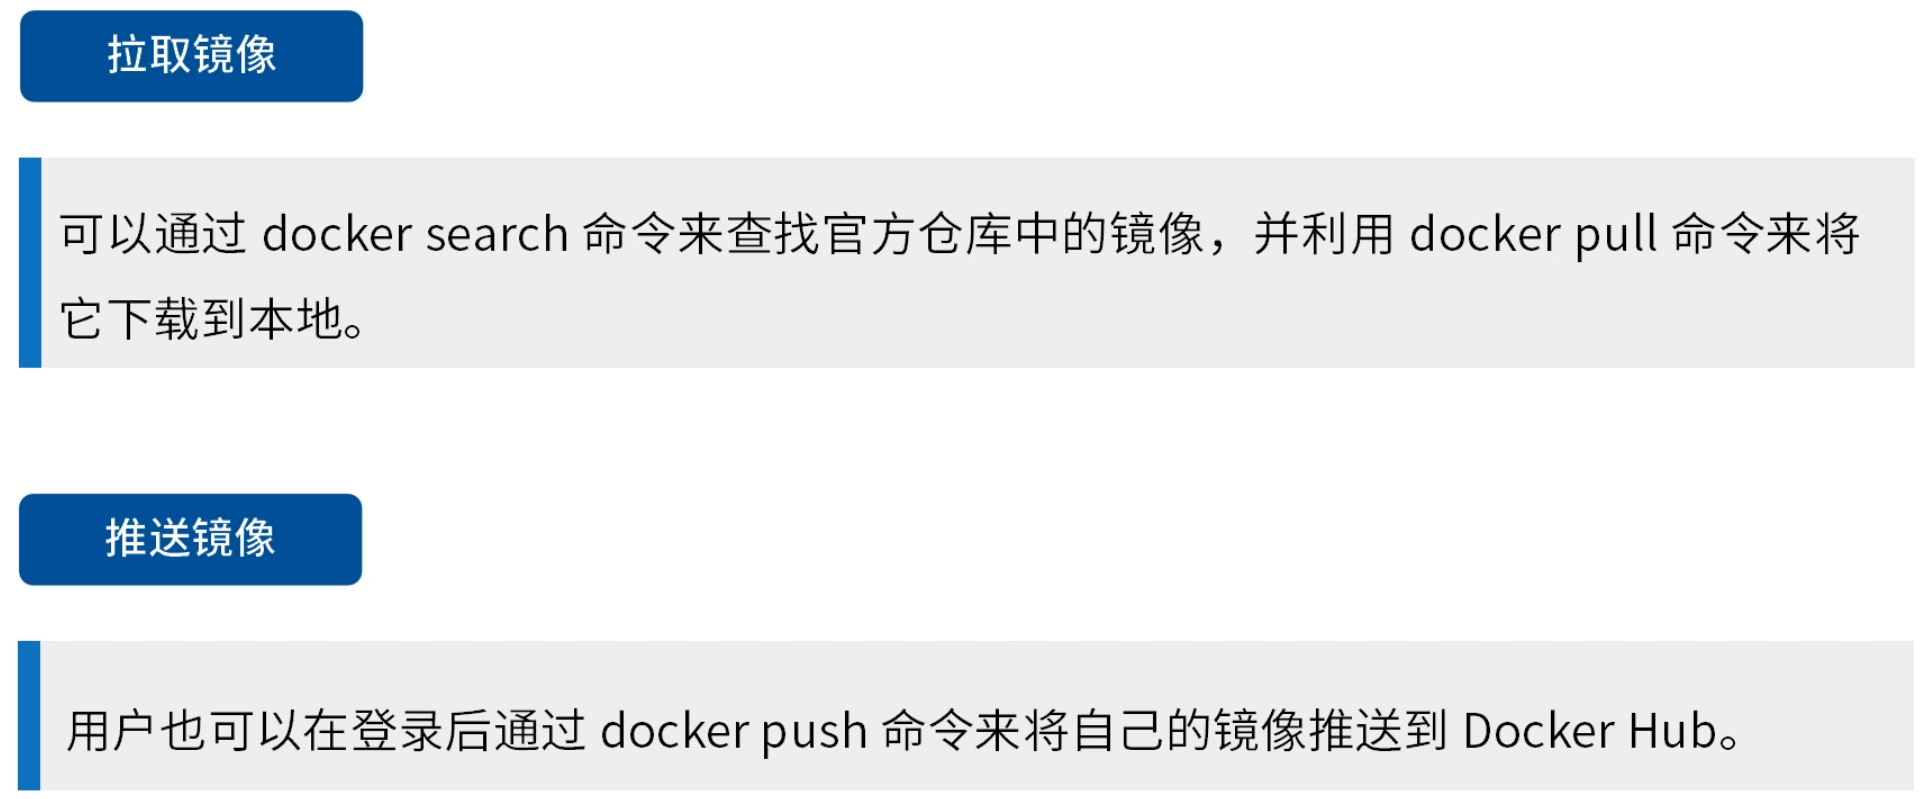 拉取镜像
可以通过 docker search 命令来查找官方仓库中的镜像，并利用 docker pull 命令来将
它下载到本地。
推送镜像
用户也可以在登录后通过 docker push 命令来将自己的镜像推送到 Docker Hub。